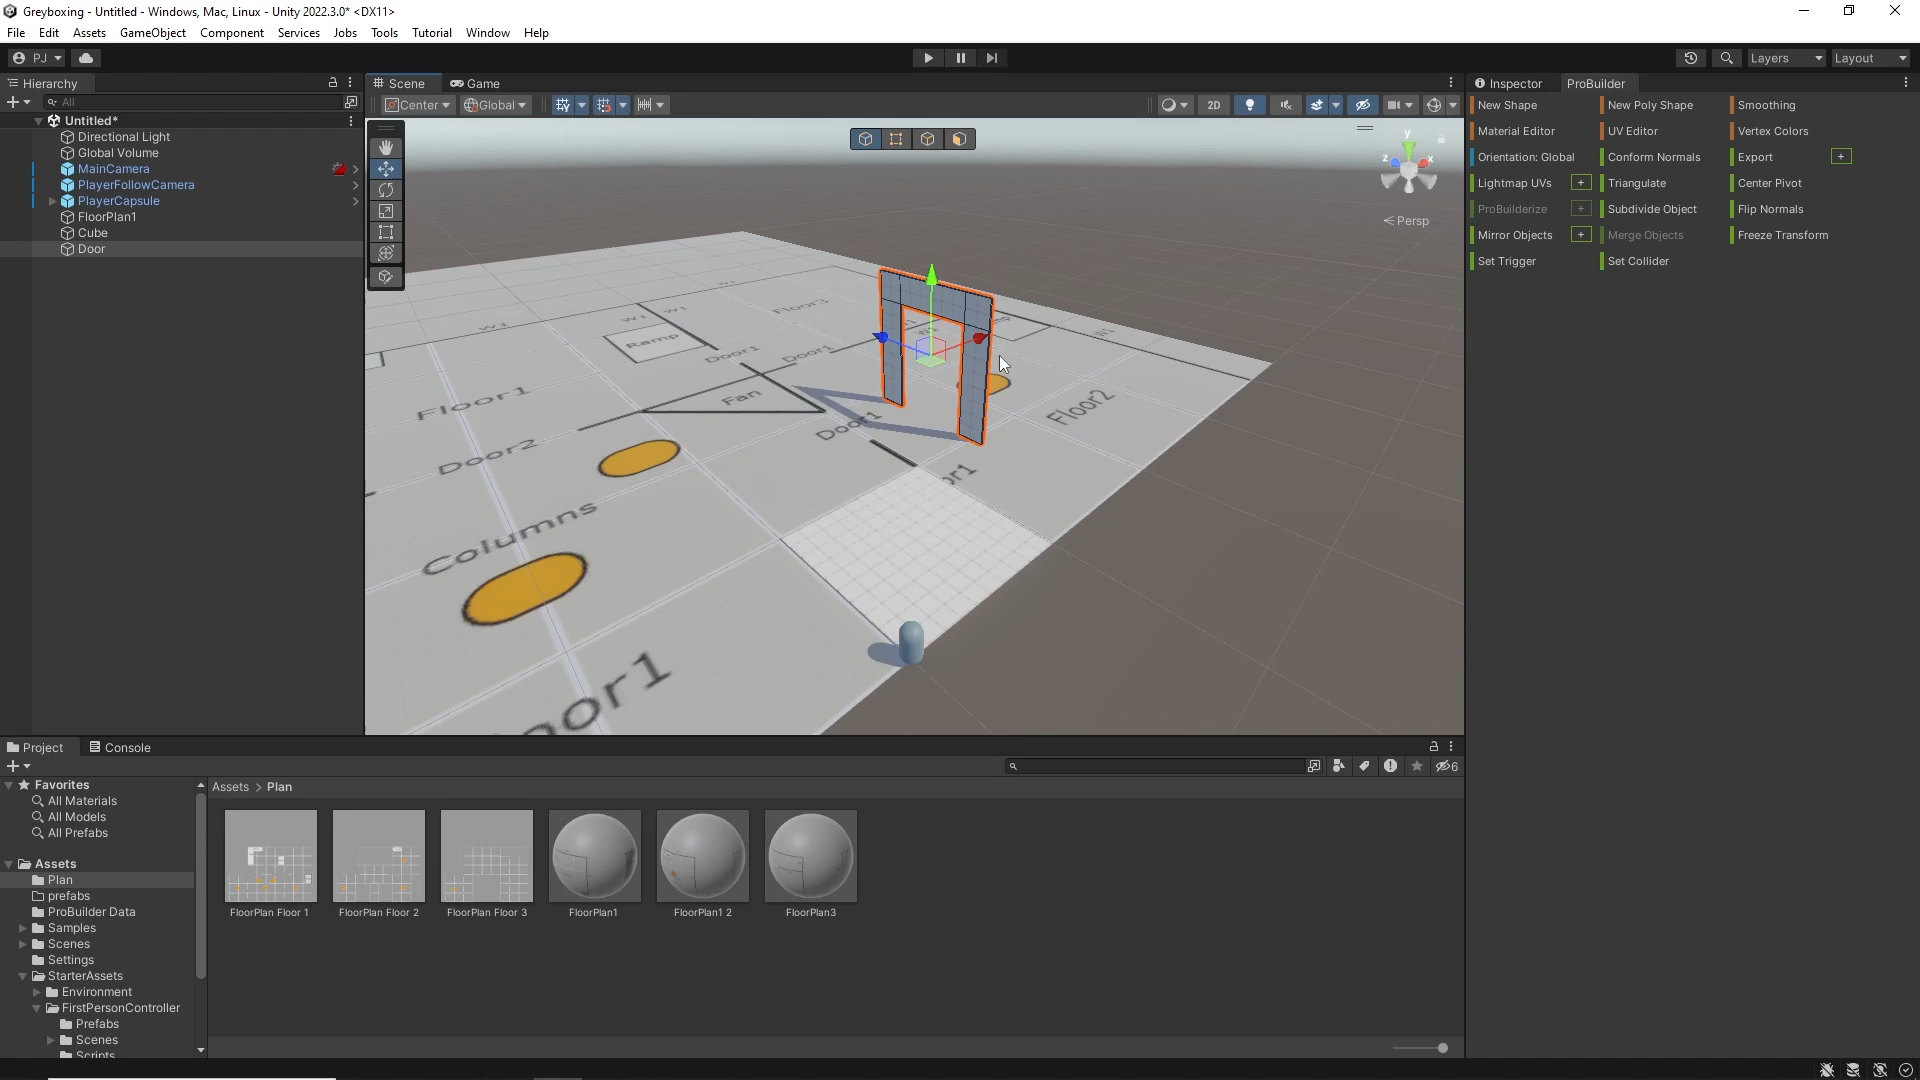 Greyboxing - Untitled - Windows, Mac, Linux - Unity 2022.3.0* <DX11>
File Edit Assets GameObject Component Services Jobs Tools Tutorial Window Help
PJ Layers Layout
Hierarchy Scene Game Inspector ProBuilder
All
Center Global 2D
Untitled*
Directional Light
Global Volume
MainCamera
PlayerFollowCamera
PlayerCapsule
FloorPlan1
Cube
Door
y
z x
Persp
W1 W1 W1
Floor3
Ramp
Door1 Door1
W1
Floor1
Fan
Floor2
Door1
Door2
Columns
New Shape New Poly Shape Smoothing
Material Editor UV Editor Vertex Colors
Orientation: Global Conform Normals Export +
Lightmap UVs + Triangulate Center Pivot
ProBuilderize + Subdivide Object Flip Normals
Mirror Objects + Merge Objects Freeze Transform
Set Trigger Set Collider
Project Console
6
Favorites
All Materials
All Models
All Prefabs
Assets
Plan
prefabs
ProBuilder Data
Samples
Scenes
Settings
StarterAssets
Environment
FirstPersonController
Prefabs
Scenes
Scripts
Assets > Plan
FloorPlan Floor 1 FloorPlan Floor 2 FloorPlan Floor 3 FloorPlan1 FloorPlan1 2 FloorPlan3